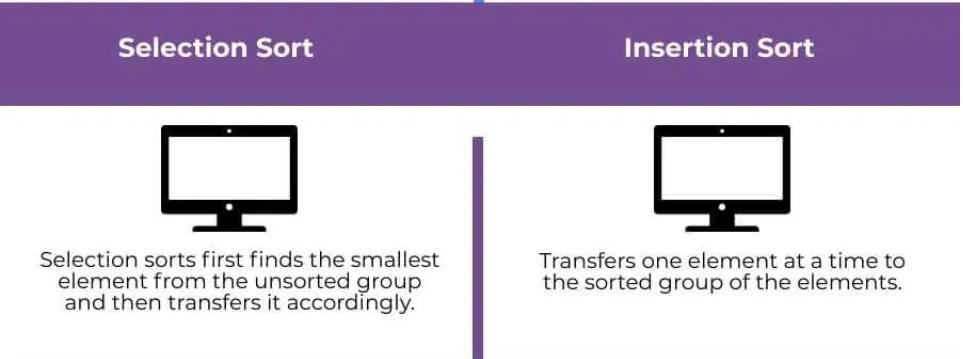 Selection Sort
Insertion Sort
Selection sorts first finds the smallest
element from the unsorted group
and then transfers it accordingly.
Transfers one element at a time to
the sorted group of the elements.